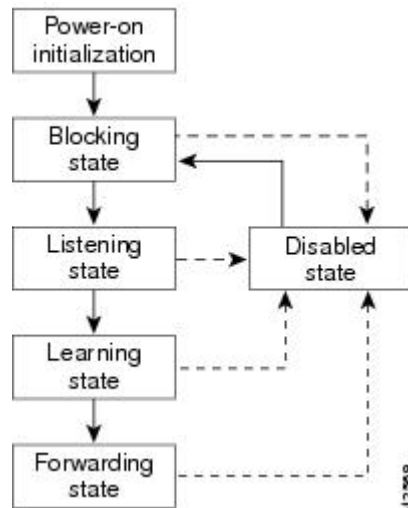 Power-on
initialization
Blocking
state
Listening
state
Disabled
state
Learning
state
Forwarding
state